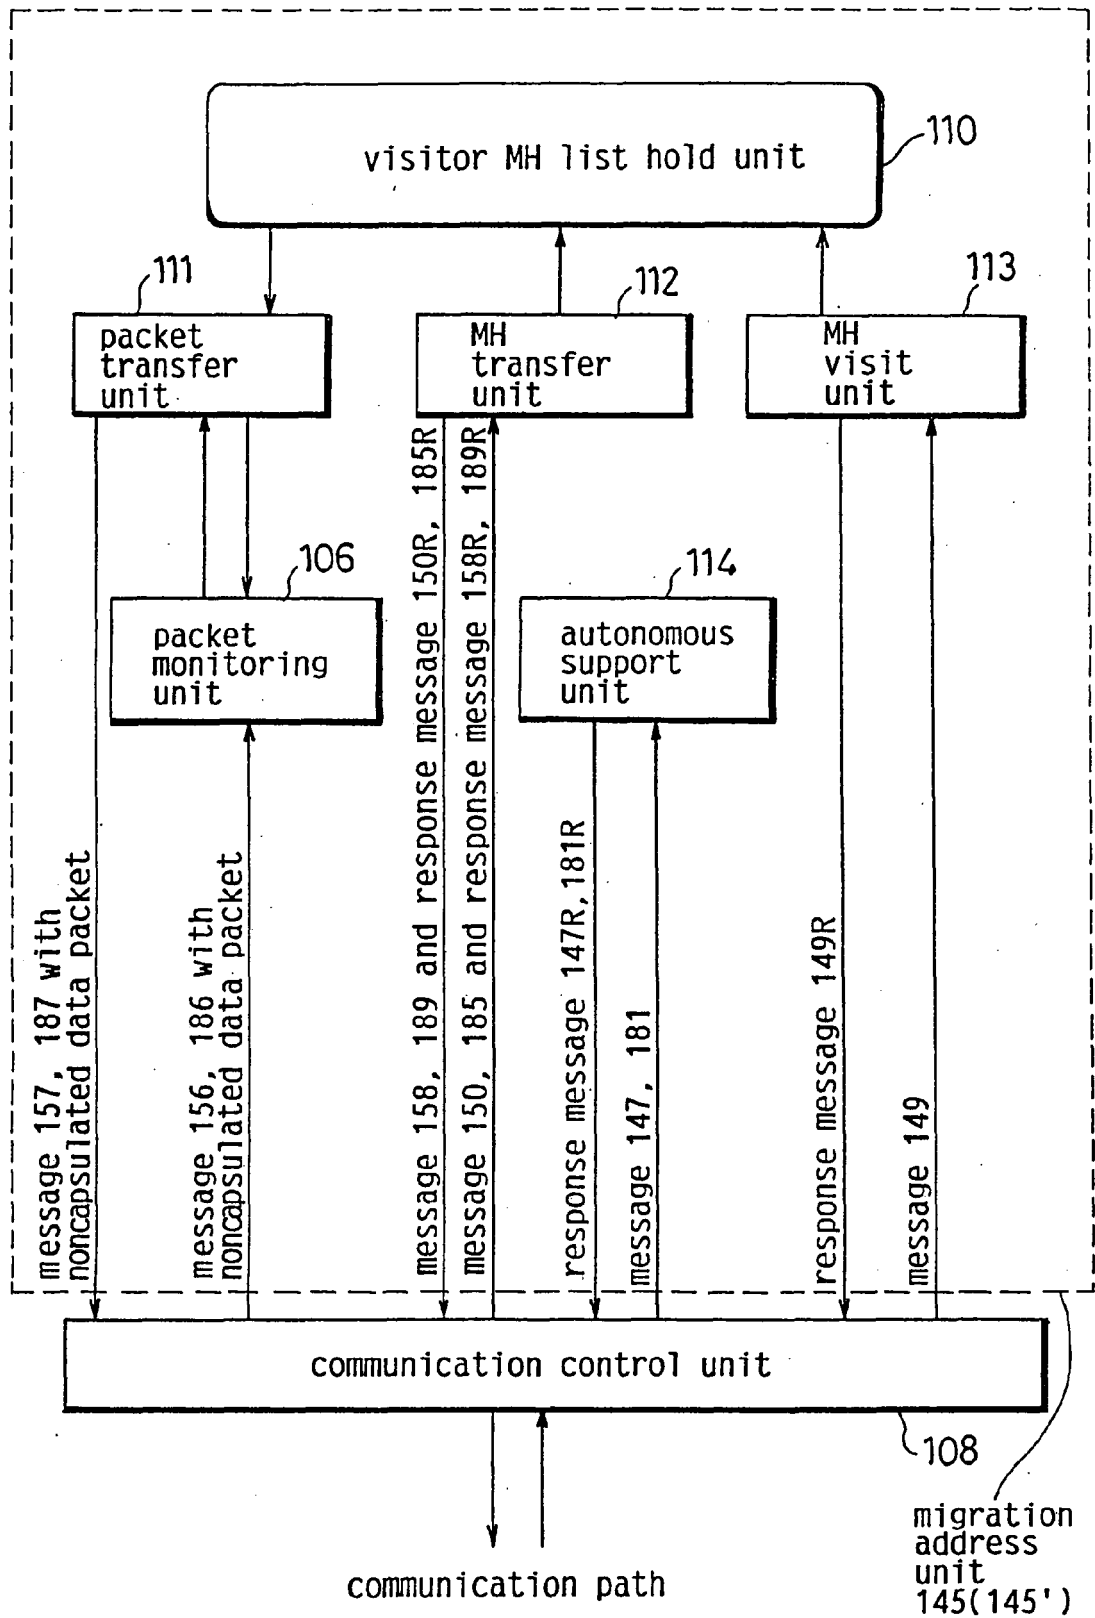 visitor MH list hold unit
110
111
112
113
packet
transfer
unit
MH
transfer
unit
MH
visit
unit
106
114
packet
monitoring
unit
autonomous
support
unit
message 157, 187 with
noncapsulated data packet
message 156, 186 with
noncapsulated data packet
message 158, 189 and response message 150R, 185R
message 150, 185 and response message 158R, 189R
response message 147R, 181R
message 147, 181
response message 149R
message 149
communication control unit
108
migration
address
unit
145(145')
communication path